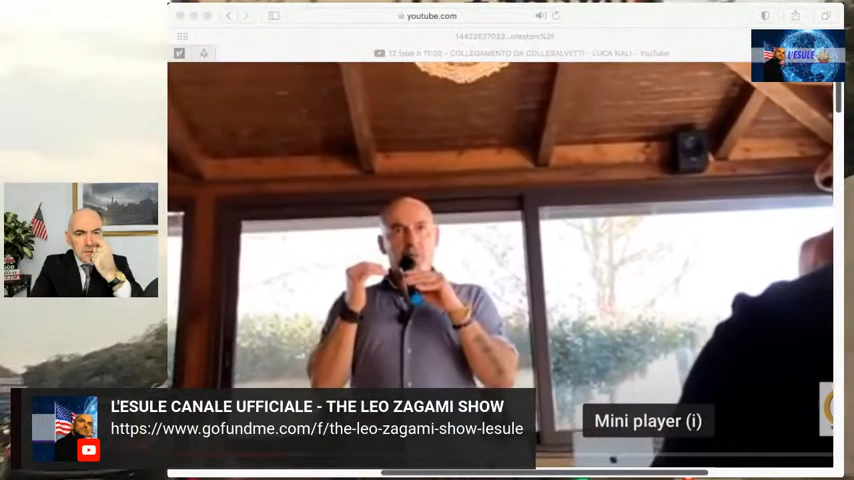 youtube.com
12 febb h 11:00 - COLLEGAMENTO DA COLLESALVETTI - LUCA NALI - YouTube
L'ESULE
L'ESULE CANALE UFFICIALE - THE LEO ZAGAMI SHOW
https://www.gofundme.com/f/the-leo-zagami-show-lesule
Mini player (i)